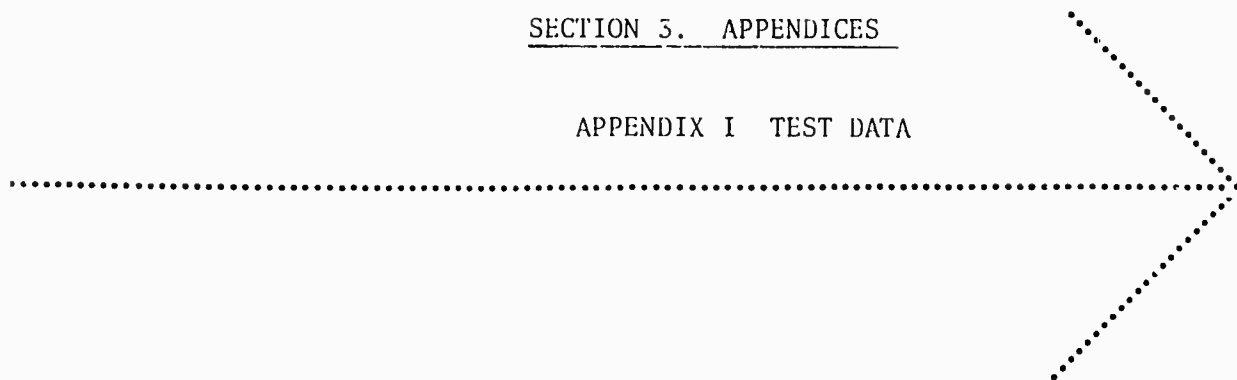 SECTION 3. APPENDICES
APPENDIX I TEST DATA